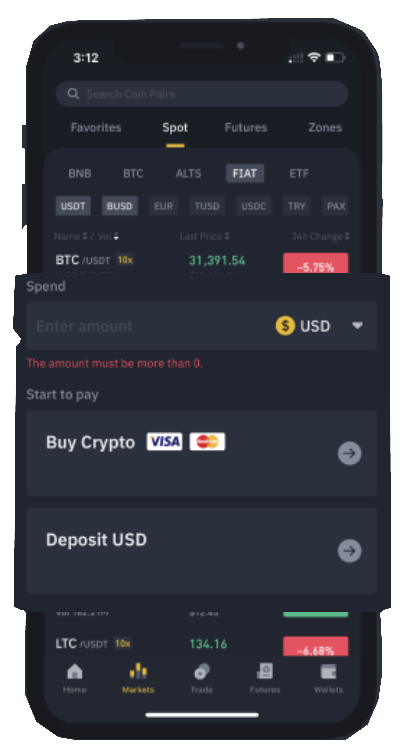 3:12
Search Coin Pairs
Favorites Spot Futures Zones
BNB BTC ALTS FIAT ETF
USDT BUSD EUR TUSD USDC TRY PAX
Name / Vol Last Price 24h Change
BTC /USDT 10x 31,391.54 -5.75%
Spend
Enter amount $ USD
The amount must be more than 0.
Start to pay
Buy Crypto VISA MasterCard
Deposit USD
LTC /USDT 10x 134.16 -6.68%
Home Markets Trade Futures Wallets